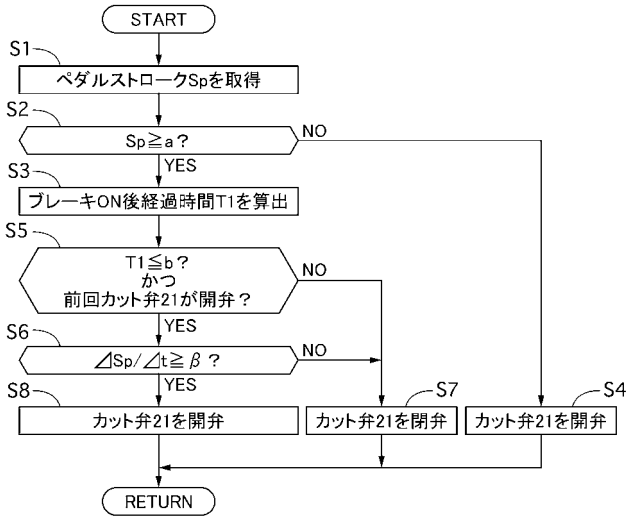 START
S1
ペダルストロークSpを取得
S2
Sp≧a?
NO
YES
S3
ブレーキON後経過時間T1を算出
S5
T1≦b?
かつ
前回カット弁21が開弁?
NO
YES
S6
⊿Sp/⊿t≧β?
NO
YES
S8
カット弁21を開弁
S7
カット弁21を閉弁
S4
カット弁21を開弁
RETURN